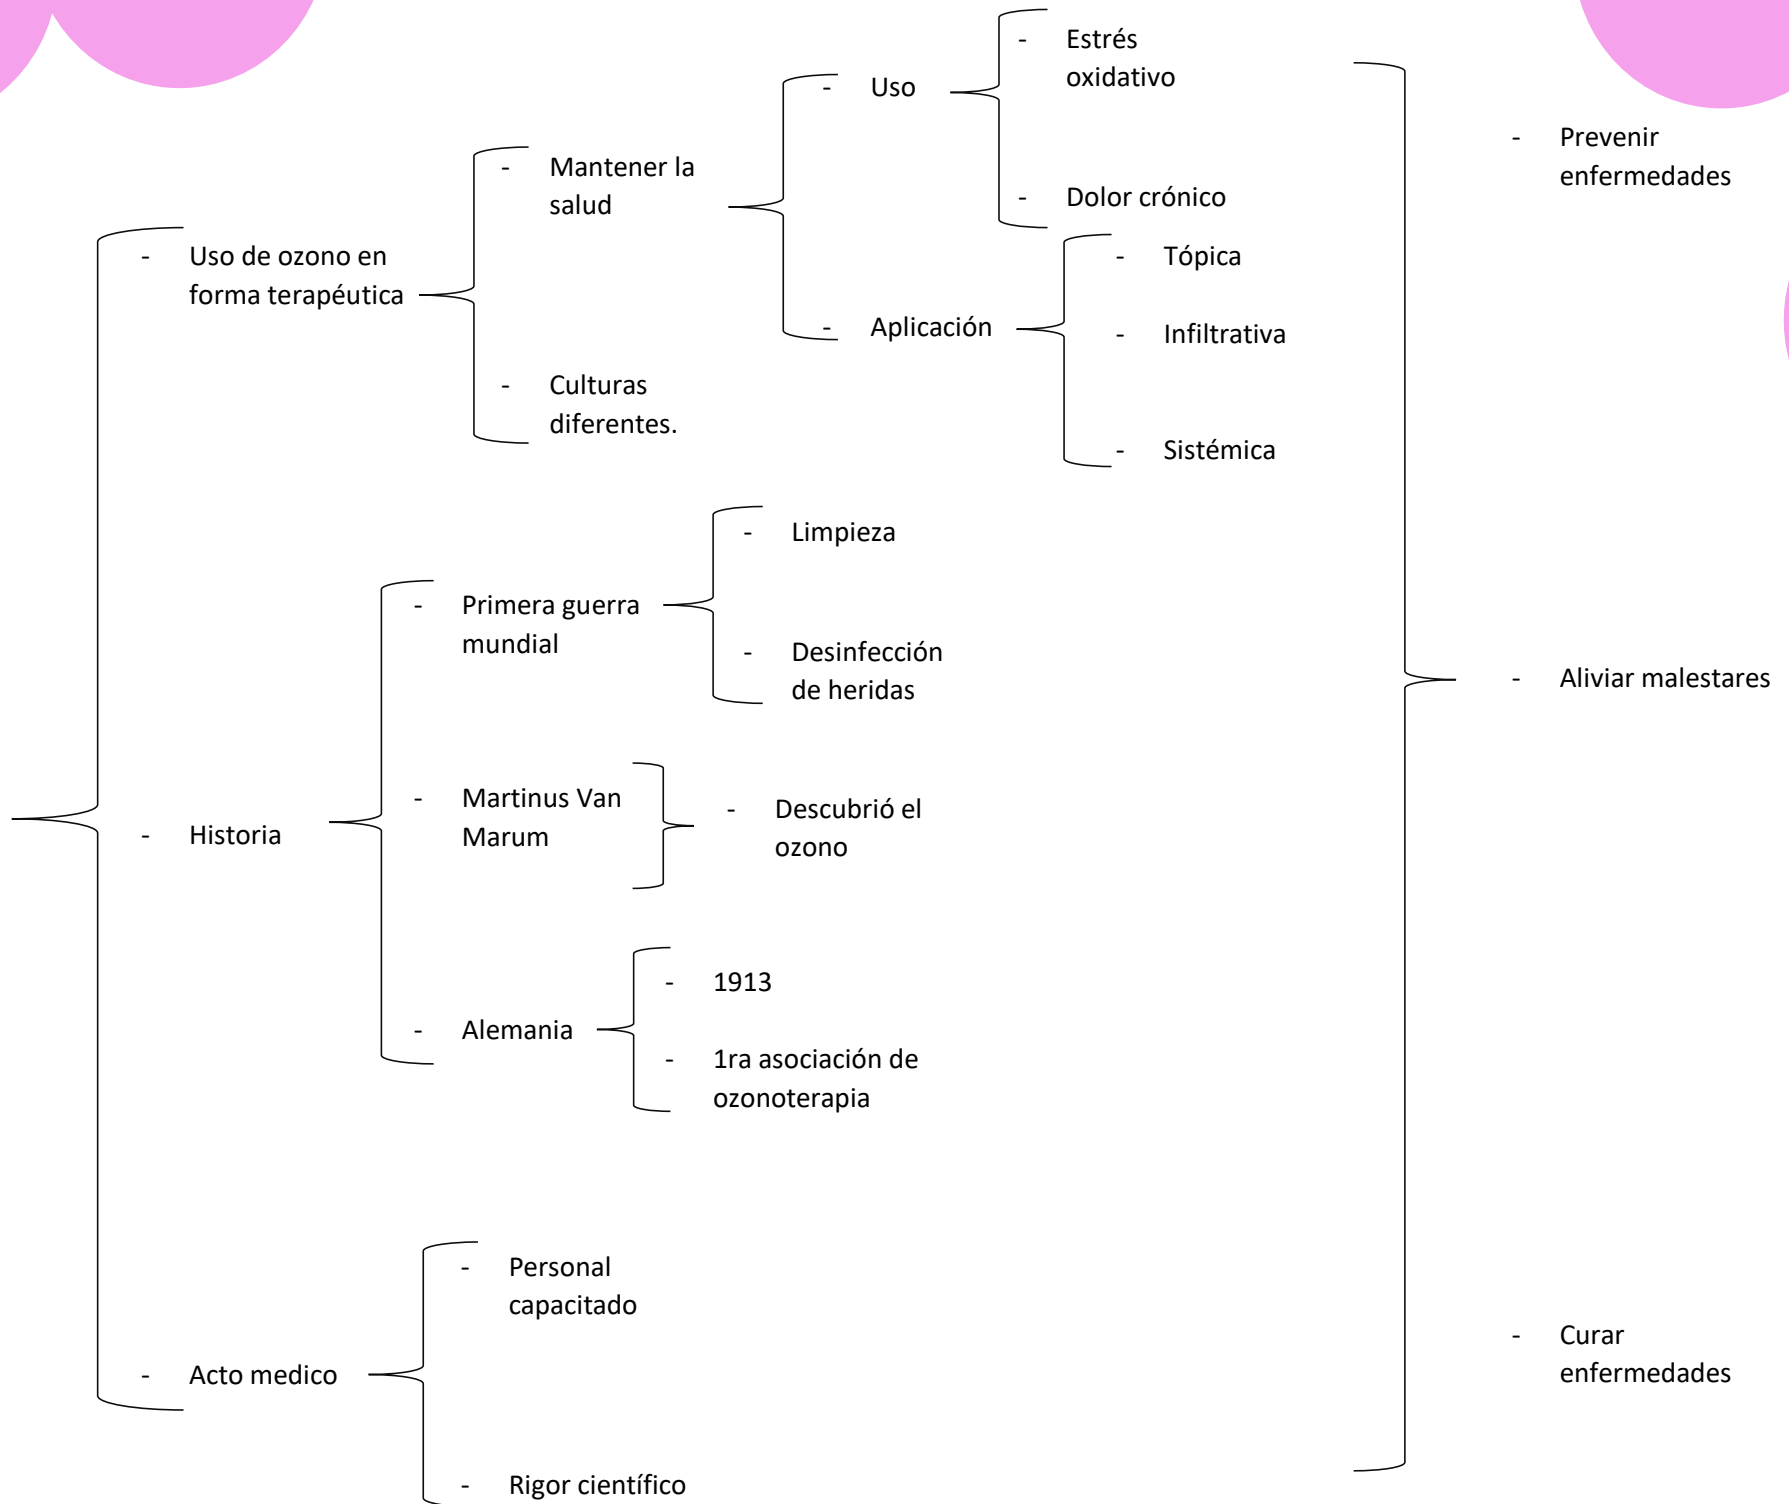 - Uso de ozono en
forma terapéutica
- Mantener la
salud
- Uso
- Estrés
oxidativo
- Dolor crónico
- Aplicación
- Tópica
- Infiltrativa
- Sistémica
- Culturas
diferentes.
- Historia
- Primera guerra
mundial
- Limpieza
- Desinfección
de heridas
- Martinus Van
Marum
- Descubrió el
ozono
- Alemania
- 1913
- 1ra asociación de
ozonoterapia
- Acto medico
- Personal
capacitado
- Rigor científico
- Prevenir
enfermedades
- Aliviar malestares
- Curar
enfermedades